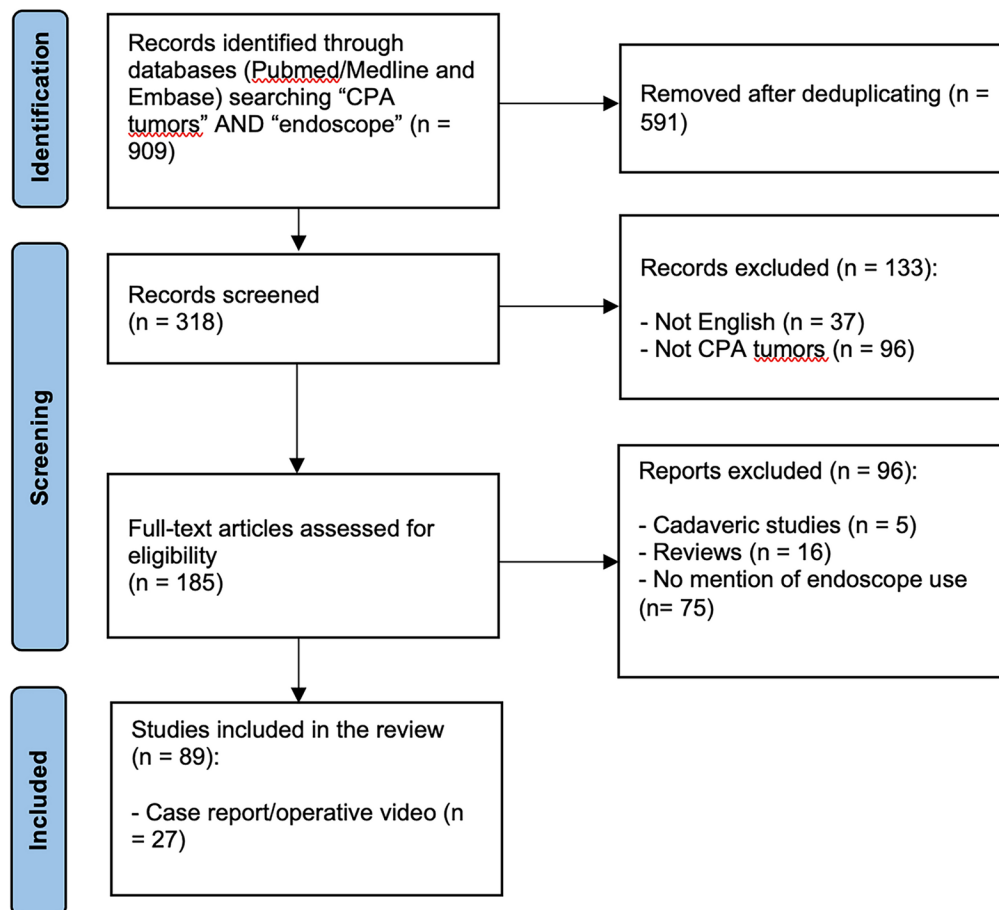 Identification
Records identified through
databases (Pubmed/Medline and
Embase) searching “CPA
tumors” AND “endoscope” (n =
909)
Removed after deduplicating (n =
591)
Screening
Records screened
(n = 318)
Records excluded (n = 133):
- Not English (n = 37)
- Not CPA tumors (n = 96)
Full-text articles assessed for
eligibility
(n = 185)
Reports excluded (n = 96):
- Cadaveric studies (n = 5)
- Reviews (n = 16)
- No mention of endoscope use
(n= 75)
Included
Studies included in the review
(n = 89):
- Case report/operative video (n
= 27)